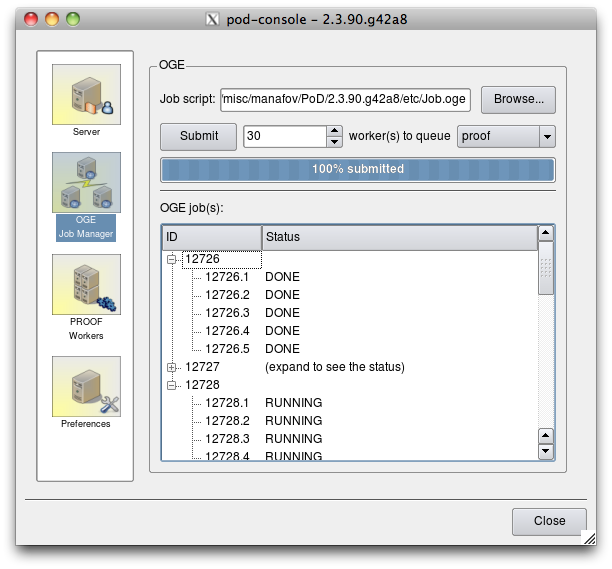 pod-console - 2.3.90.g42a8
Server
OGE
Job Manager
PROOF
Workers
Preferences
OGE
Job script: /misc/manafov/PoD/2.3.90.g42a8/etc/Job.oge Browse...
Submit 30 worker(s) to queue proof
100% submitted
OGE job(s):
ID Status
12726
12726.1 DONE
12726.2 DONE
12726.3 DONE
12726.4 DONE
12726.5 DONE
12727 (expand to see the status)
12728
12728.1 RUNNING
12728.2 RUNNING
12728.3 RUNNING
12728.4 RUNNING
Close